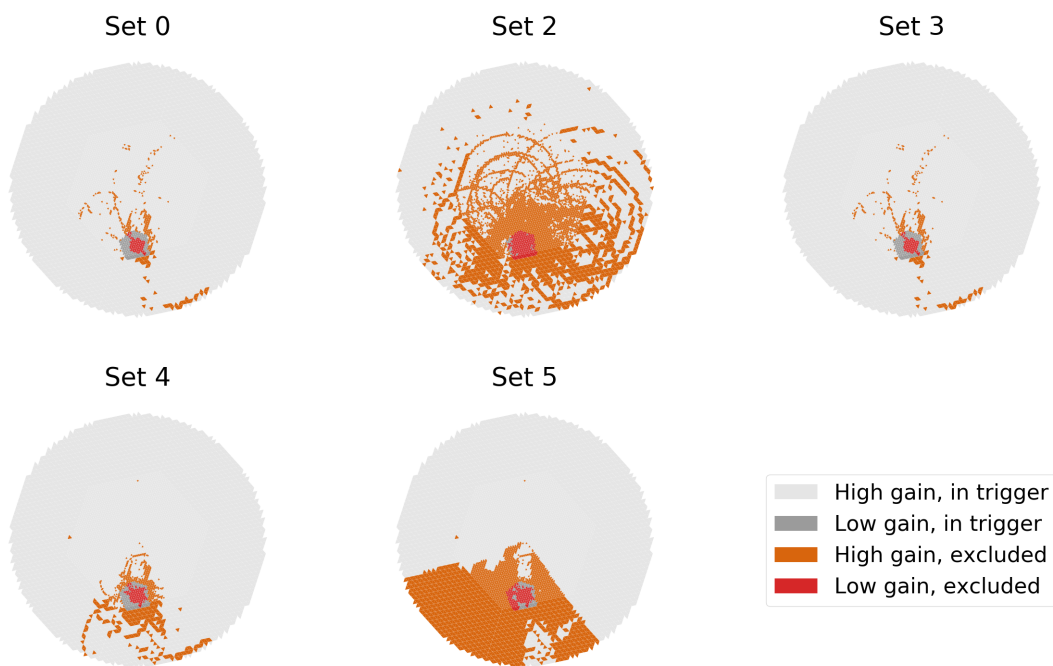 Set 0
Set 2
Set 3
Set 4
Set 5
High gain, in trigger
Low gain, in trigger
High gain, excluded
Low gain, excluded